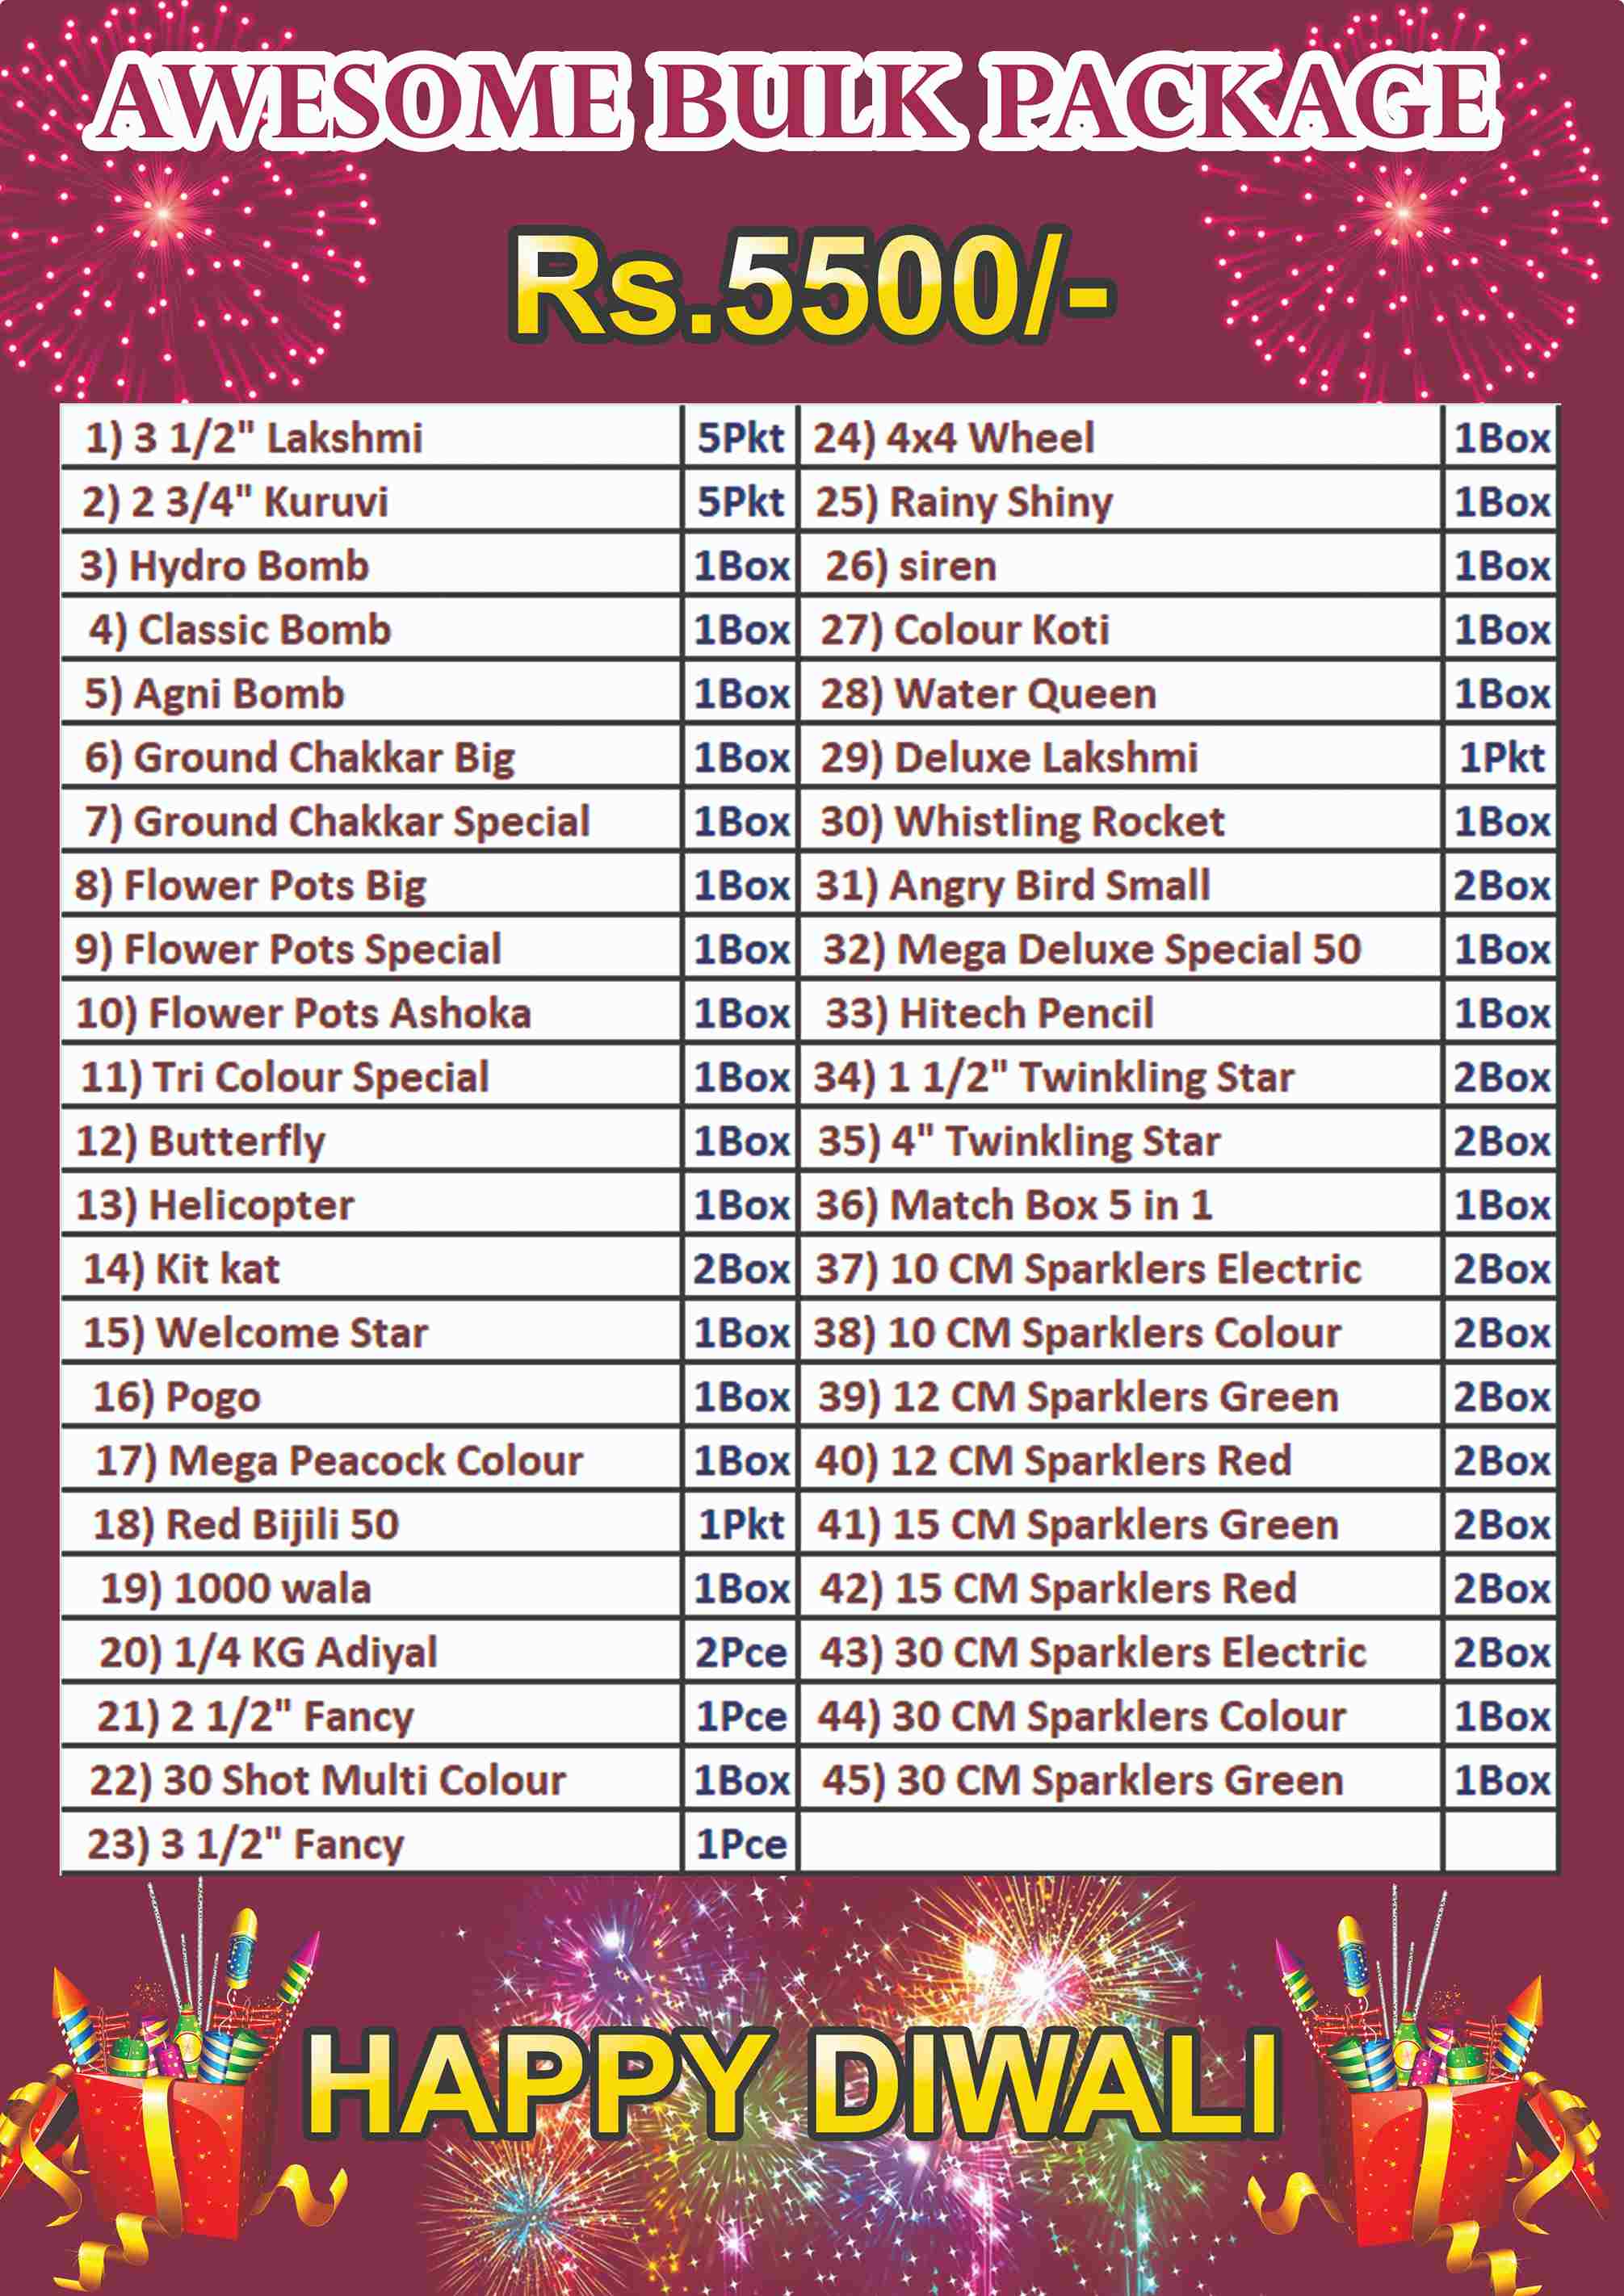 AWESOME BULK PACKAGE
Rs.5500/-
1) 3 1/2" Lakshmi 5Pkt 24) 4x4 Wheel 1Box
2) 2 3/4" Kuruvi 5Pkt 25) Rainy Shiny 1Box
3) Hydro Bomb 1Box 26) siren 1Box
4) Classic Bomb 1Box 27) Colour Koti 1Box
5) Agni Bomb 1Box 28) Water Queen 1Box
6) Ground Chakkar Big 1Box 29) Deluxe Lakshmi 1Pkt
7) Ground Chakkar Special 1Box 30) Whistling Rocket 1Box
8) Flower Pots Big 1Box 31) Angry Bird Small 2Box
9) Flower Pots Special 1Box 32) Mega Deluxe Special 50 1Box
10) Flower Pots Ashoka 1Box 33) Hitech Pencil 1Box
11) Tri Colour Special 1Box 34) 1 1/2" Twinkling Star 2Box
12) Butterfly 1Box 35) 4" Twinkling Star 2Box
13) Helicopter 1Box 36) Match Box 5 in 1 1Box
14) Kit kat 2Box 37) 10 CM Sparklers Electric 2Box
15) Welcome Star 1Box 38) 10 CM Sparklers Colour 2Box
16) Pogo 1Box 39) 12 CM Sparklers Green 2Box
17) Mega Peacock Colour 1Box 40) 12 CM Sparklers Red 2Box
18) Red Bijili 50 1Pkt 41) 15 CM Sparklers Green 2Box
19) 1000 wala 1Box 42) 15 CM Sparklers Red 2Box
20) 1/4 KG Adiyal 2Pce 43) 30 CM Sparklers Electric 2Box
21) 2 1/2" Fancy 1Pce 44) 30 CM Sparklers Colour 1Box
22) 30 Shot Multi Colour 1Box 45) 30 CM Sparklers Green 1Box
23) 3 1/2" Fancy 1Pce
HAPPY DIWALI